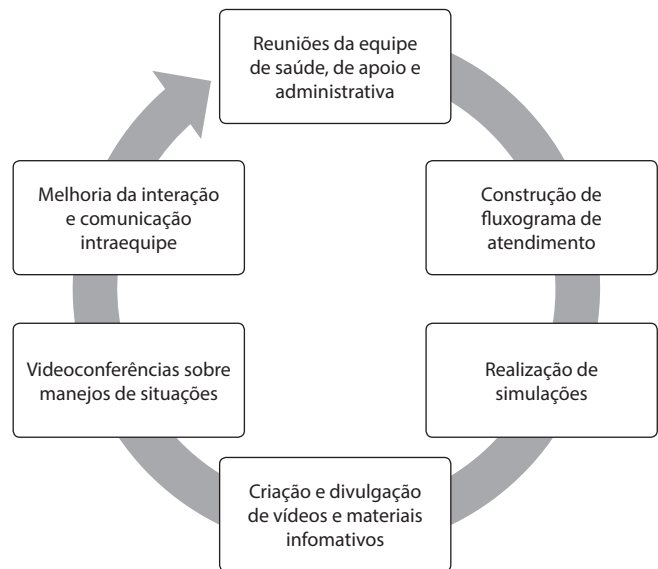 Reuniões da equipe
de saúde, de apoio e
administrativa
Construção de
fluxograma de
atendimento
Realização de
simulações
Criação e divulgação
de vídeos e materiais
infomativos
Videoconferências sobre
manejos de situações
Melhoria da interação
e comunicação
intraequipe